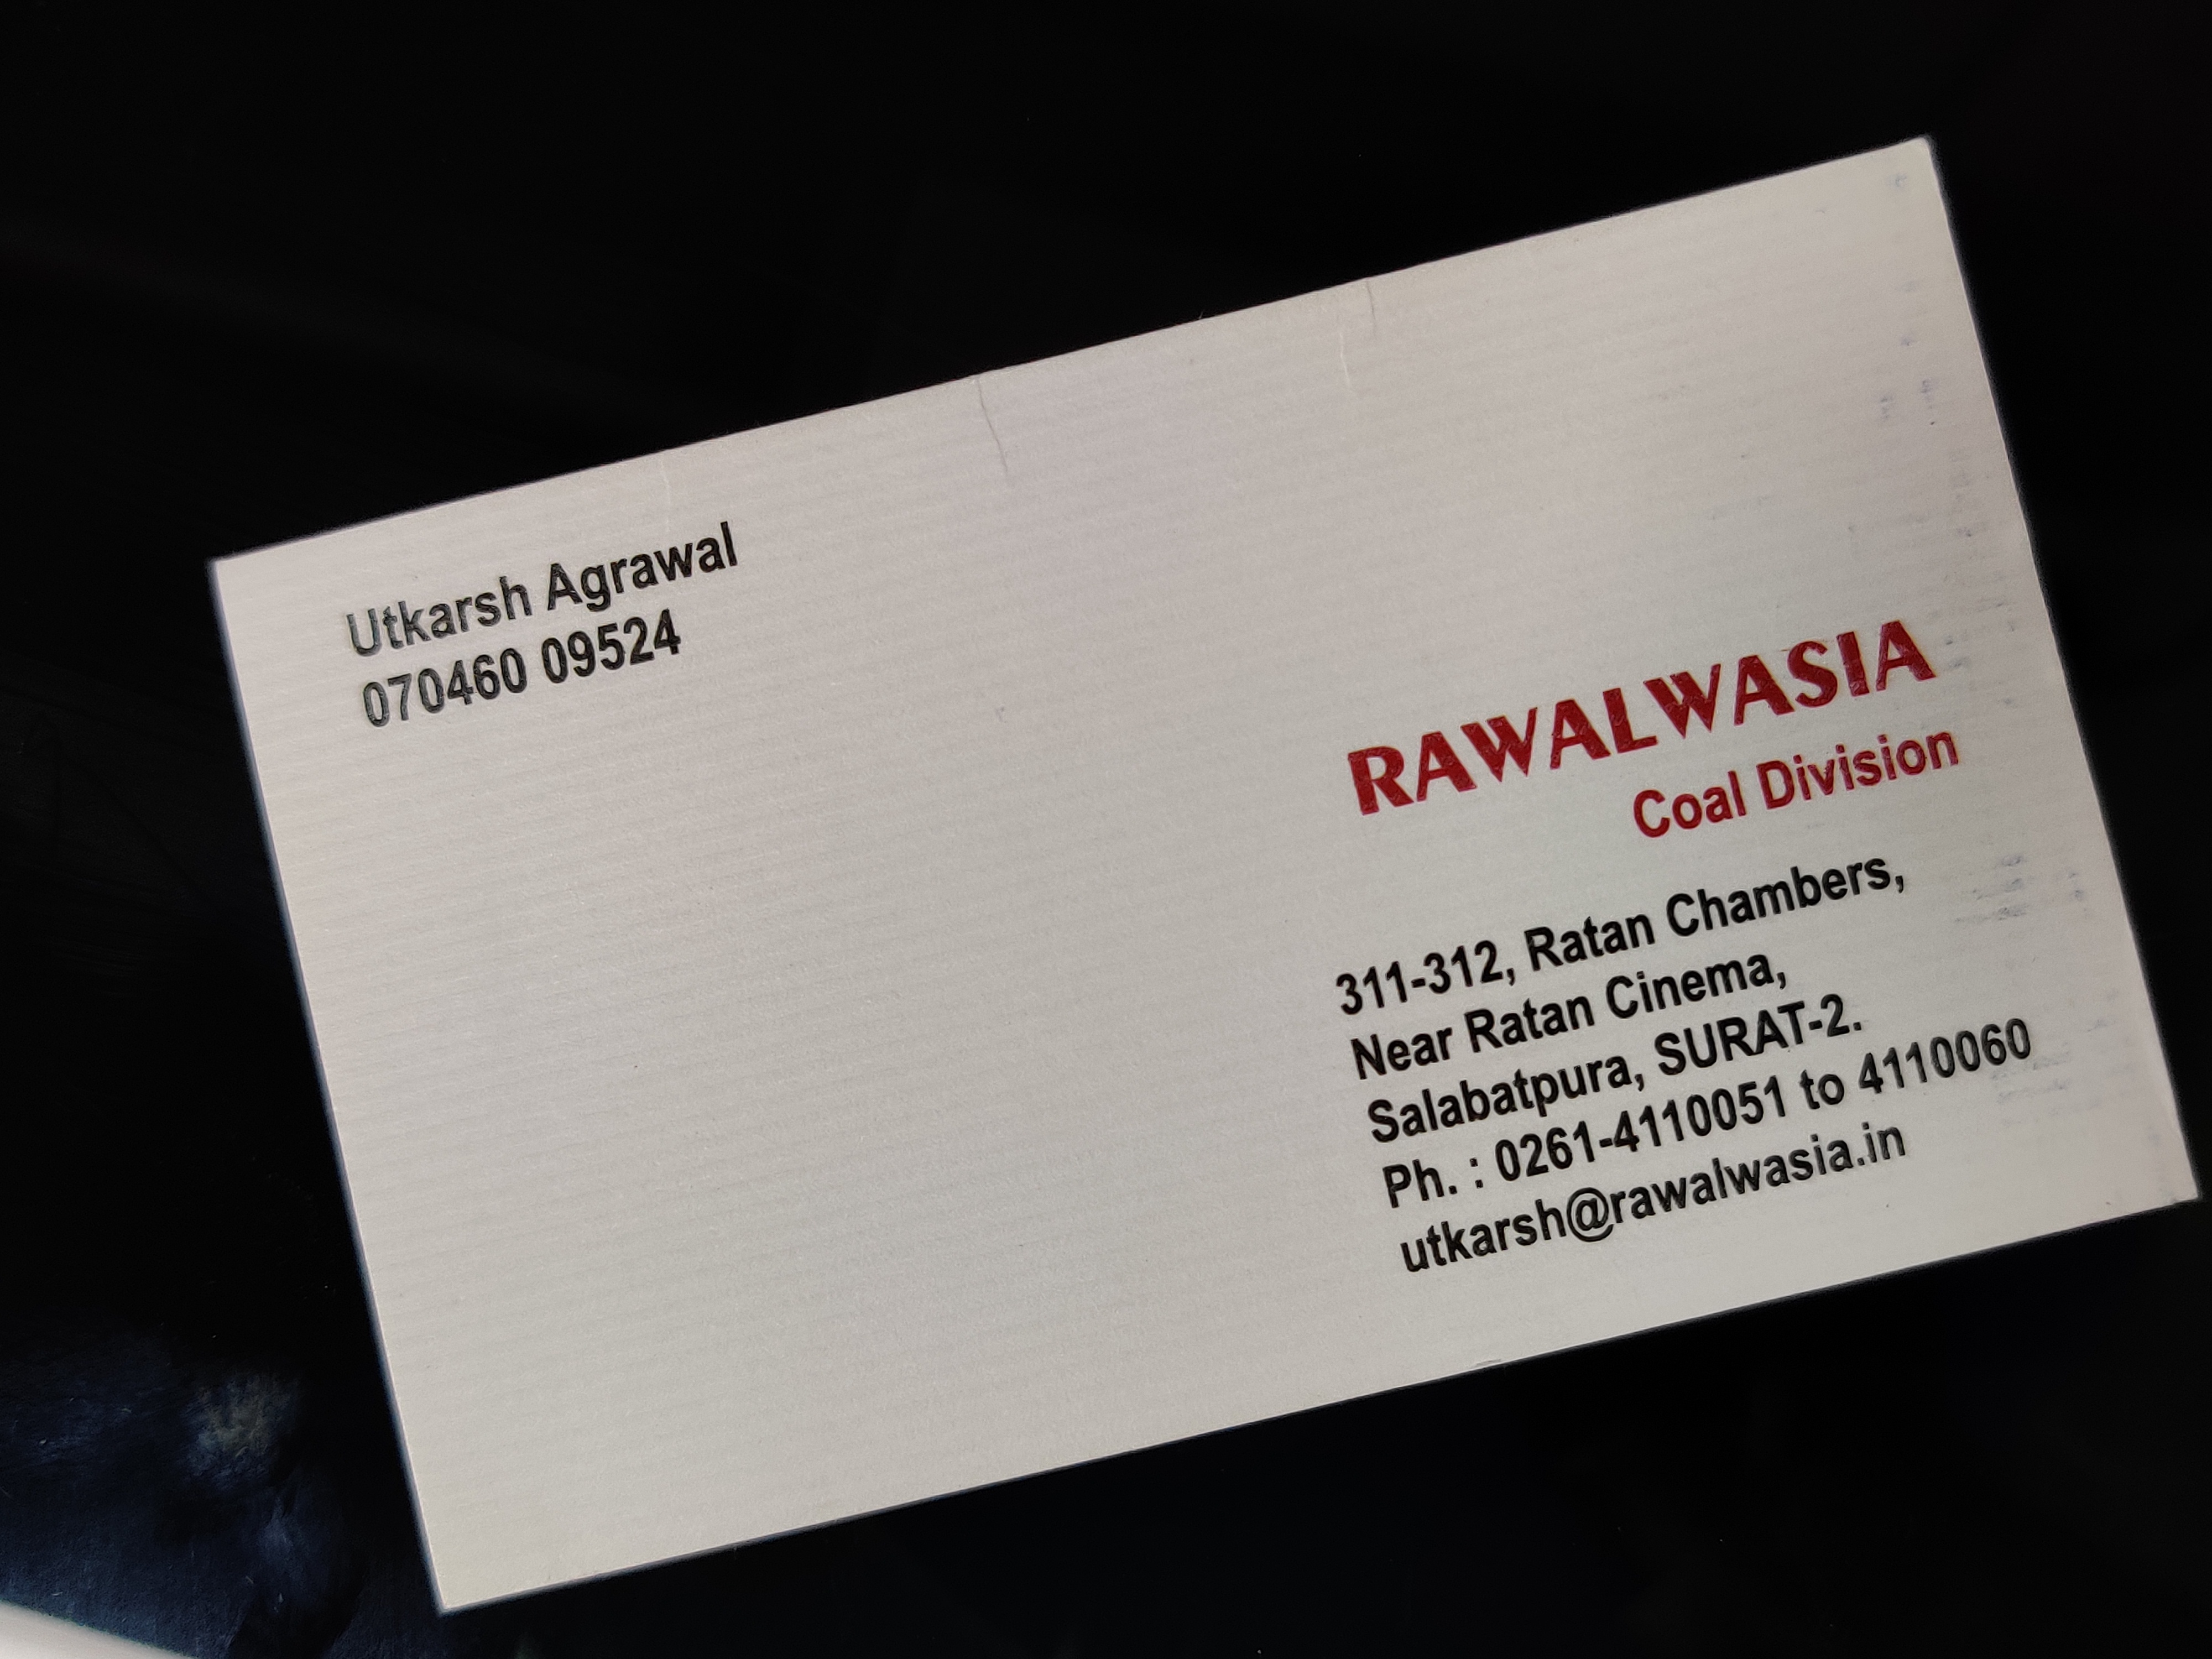 Utkarsh Agrawal
070460 09524
RAWALWASIA
Coal Division
311-312, Ratan Chambers,
Near Ratan Cinema,
Salabatpura, SURAT-2.
Ph. : 0261-4110051 to 4110060
utkarsh@rawalwasia.in